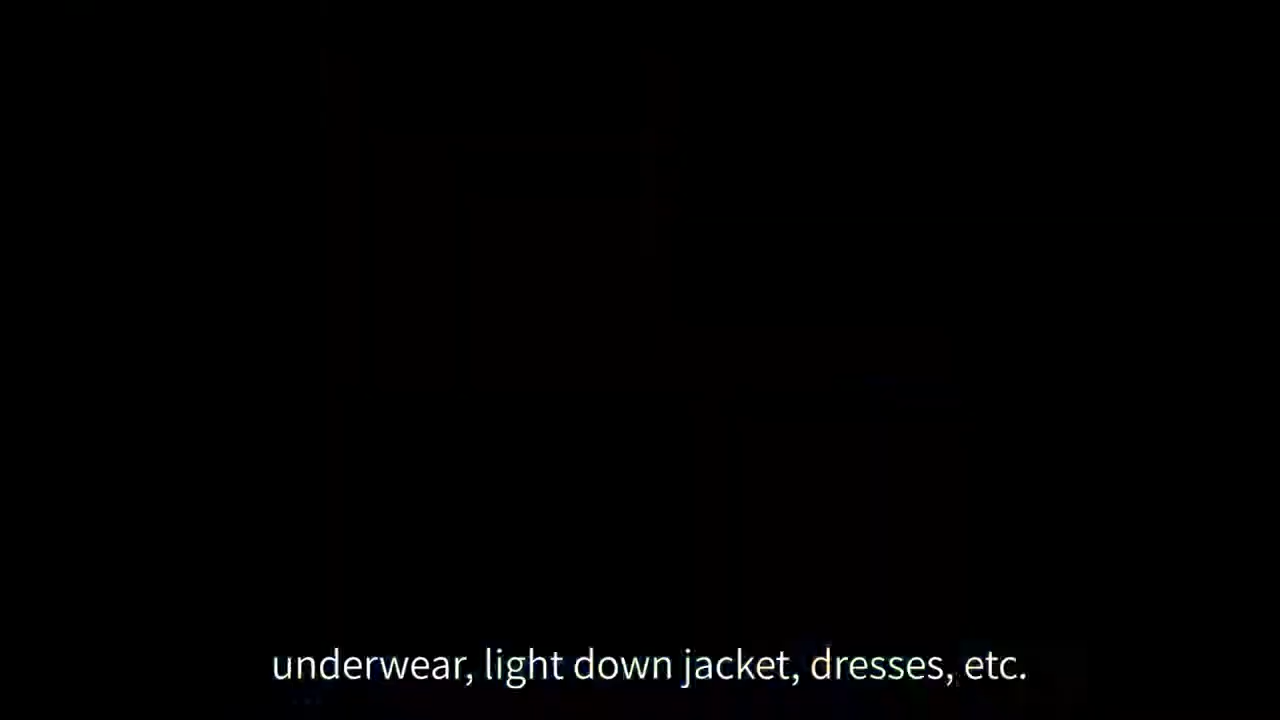 underwear, light down jacket, dresses, etc.